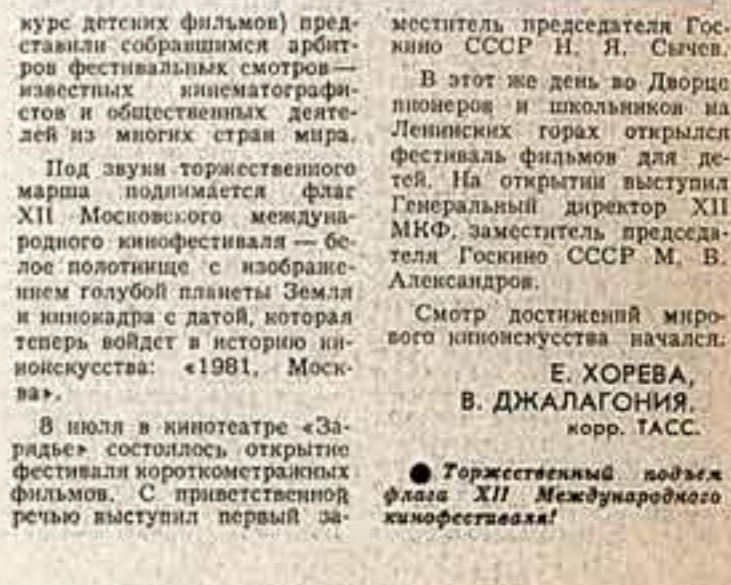 курс детских фильмов) пред-
ставили собравшимся арбит-
ров фестивальных смотров —
известных кинематографи-
стов и общественных деяте-
лей из многих стран мира.
Под звуки торжественного
марша поднимается флаг
XII Московского междуна-
родного кинофестиваля — бе-
лое полотнище с изображе-
нием голубой планеты Земля
и кинокадра с датой, которая
теперь войдет в историю ки-
ноискусства: «1981. Моск-
ва».
8 июля в кинотеатре «За-
рядье» состоялось открытие
фестиваля короткометражных
фильмов. С приветственной
речью выступил первый за-
меститель председателя Гос-
кино СССР Н. Я. Сычев.
В этот же день во Дворце
пионеров и школьников на
Ленинских горах открылся
фестиваль фильмов для де-
тей. На открытии выступил
Генеральный директор XII
МКФ, заместитель председа-
теля Госкино СССР М. В.
Александров.
Смотр достижений миро-
вого киноискусства начался.
Е. ХОРЕВА,
В. ДЖАЛАГОНИЯ.
корр. ТАСС.
● Торжественный подъем
флага XII Международного
кинофестиваля!